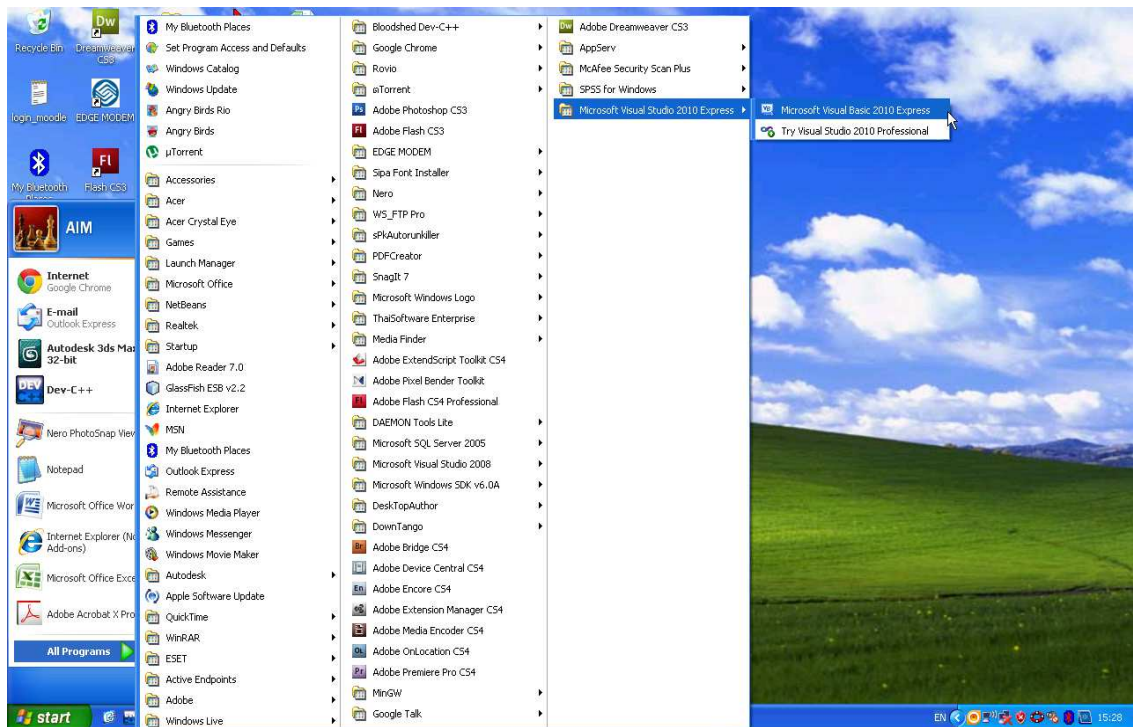 Recycle Bin
Dreamweaver CS3
login_moodle
EDGE MODEM
My Bluetooth
Flash CS3
AIM
Internet
Google Chrome
E-mail
Outlook Express
Autodesk 3ds Max
32-bit
Dev-C++
Nero PhotoSnap View
Notepad
Microsoft Office Wor
Internet Explorer (No
Add-ons)
Microsoft Office Exce
Adobe Acrobat X Pro
All Programs
start
My Bluetooth Places
Set Program Access and Defaults
Windows Catalog
Windows Update
Angry Birds Rio
Angry Birds
µTorrent
Accessories
Acer
Acer Crystal Eye
Games
Launch Manager
Microsoft Office
NetBeans
Realtek
Startup
Adobe Reader 7.0
GlassFish ESB v2.2
Internet Explorer
MSN
My Bluetooth Places
Outlook Express
Remote Assistance
Windows Media Player
Windows Messenger
Windows Movie Maker
Autodesk
Apple Software Update
QuickTime
WinRAR
ESET
Active Endpoints
Adobe
Windows Live
Bloodshed Dev-C++
Google Chrome
Rovio
Adobe Photoshop CS3
Adobe Flash CS3
EDGE MODEM
Sipa Font Installer
Nero
WS_FTP Pro
sPkAutorunkiller
PDFCreator
SnagIt 7
Microsoft Windows Logo
ThaiSoftware Enterprise
Media Finder
Adobe ExtendScript Toolkit CS4
Adobe Pixel Bender Toolkit
Adobe Flash CS4 Professional
DAEMON Tools Lite
Microsoft SQL Server 2005
Microsoft Visual Studio 2008
Microsoft Windows SDK v6.0A
DeskTopAuthor
DownTango
Adobe Bridge CS4
Adobe Device Central CS4
Adobe Encore CS4
Adobe Extension Manager CS4
Adobe Media Encoder CS4
Adobe OnLocation CS4
Adobe Premiere Pro CS4
MinGW
Google Talk
Adobe Dreamweaver CS3
AppServ
McAfee Security Scan Plus
SPSS for Windows
Microsoft Visual Studio 2010 Express
Microsoft Visual Basic 2010 Express
Try Visual Studio 2010 Professional
EN
15:28